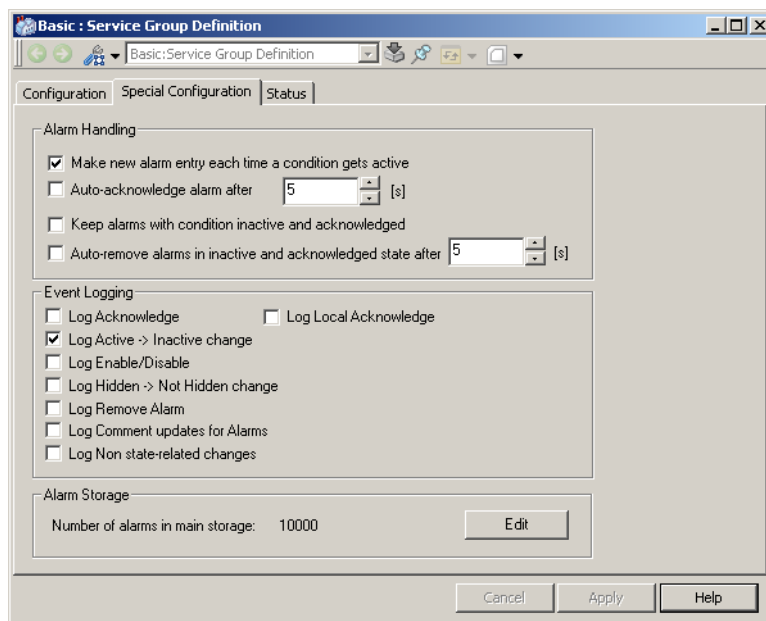 Basic : Service Group Definition
Basic:Service Group Definition
Configuration Special Configuration Status
Alarm Handling
Make new alarm entry each time a condition gets active
Auto-acknowledge alarm after 5 [s]
Keep alarms with condition inactive and acknowledged
Auto-remove alarms in inactive and acknowledged state after 5 [s]
Event Logging
Log Acknowledge Log Local Acknowledge
Log Active -> Inactive change
Log Enable/Disable
Log Hidden -> Not Hidden change
Log Remove Alarm
Log Comment updates for Alarms
Log Non state-related changes
Alarm Storage
Number of alarms in main storage: 10000 Edit
Cancel Apply Help